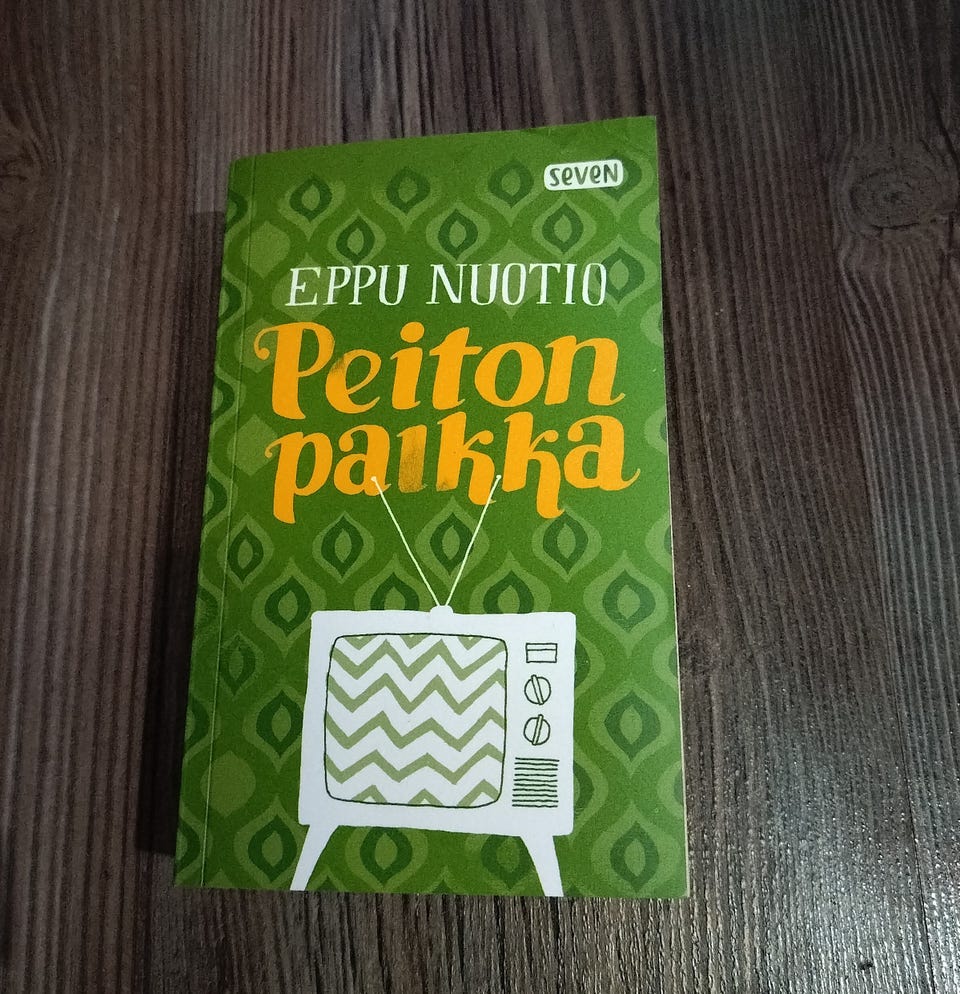 seven
EPPU NUOTIO
Peiton
paikka